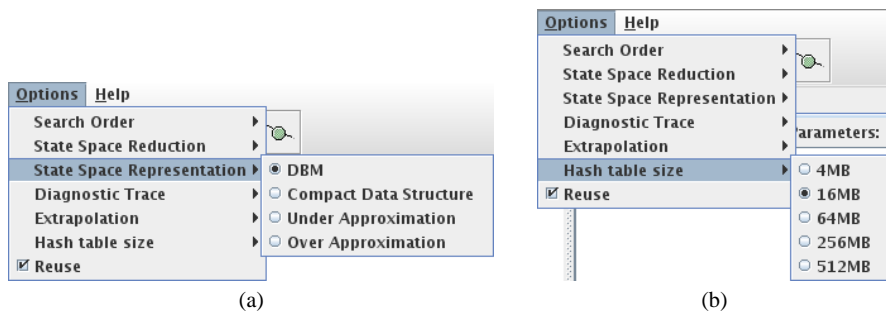 Options Help
Search Order
State Space Reduction
State Space Representation
Diagnostic Trace
Extrapolation
Hash table size
Reuse
DBM
Compact Data Structure
Under Approximation
Over Approximation
(a)
Options Help
Search Order
State Space Reduction
State Space Representation
Diagnostic Trace
Extrapolation
Hash table size
Reuse
Parameters:
4MB
16MB
64MB
256MB
512MB
(b)